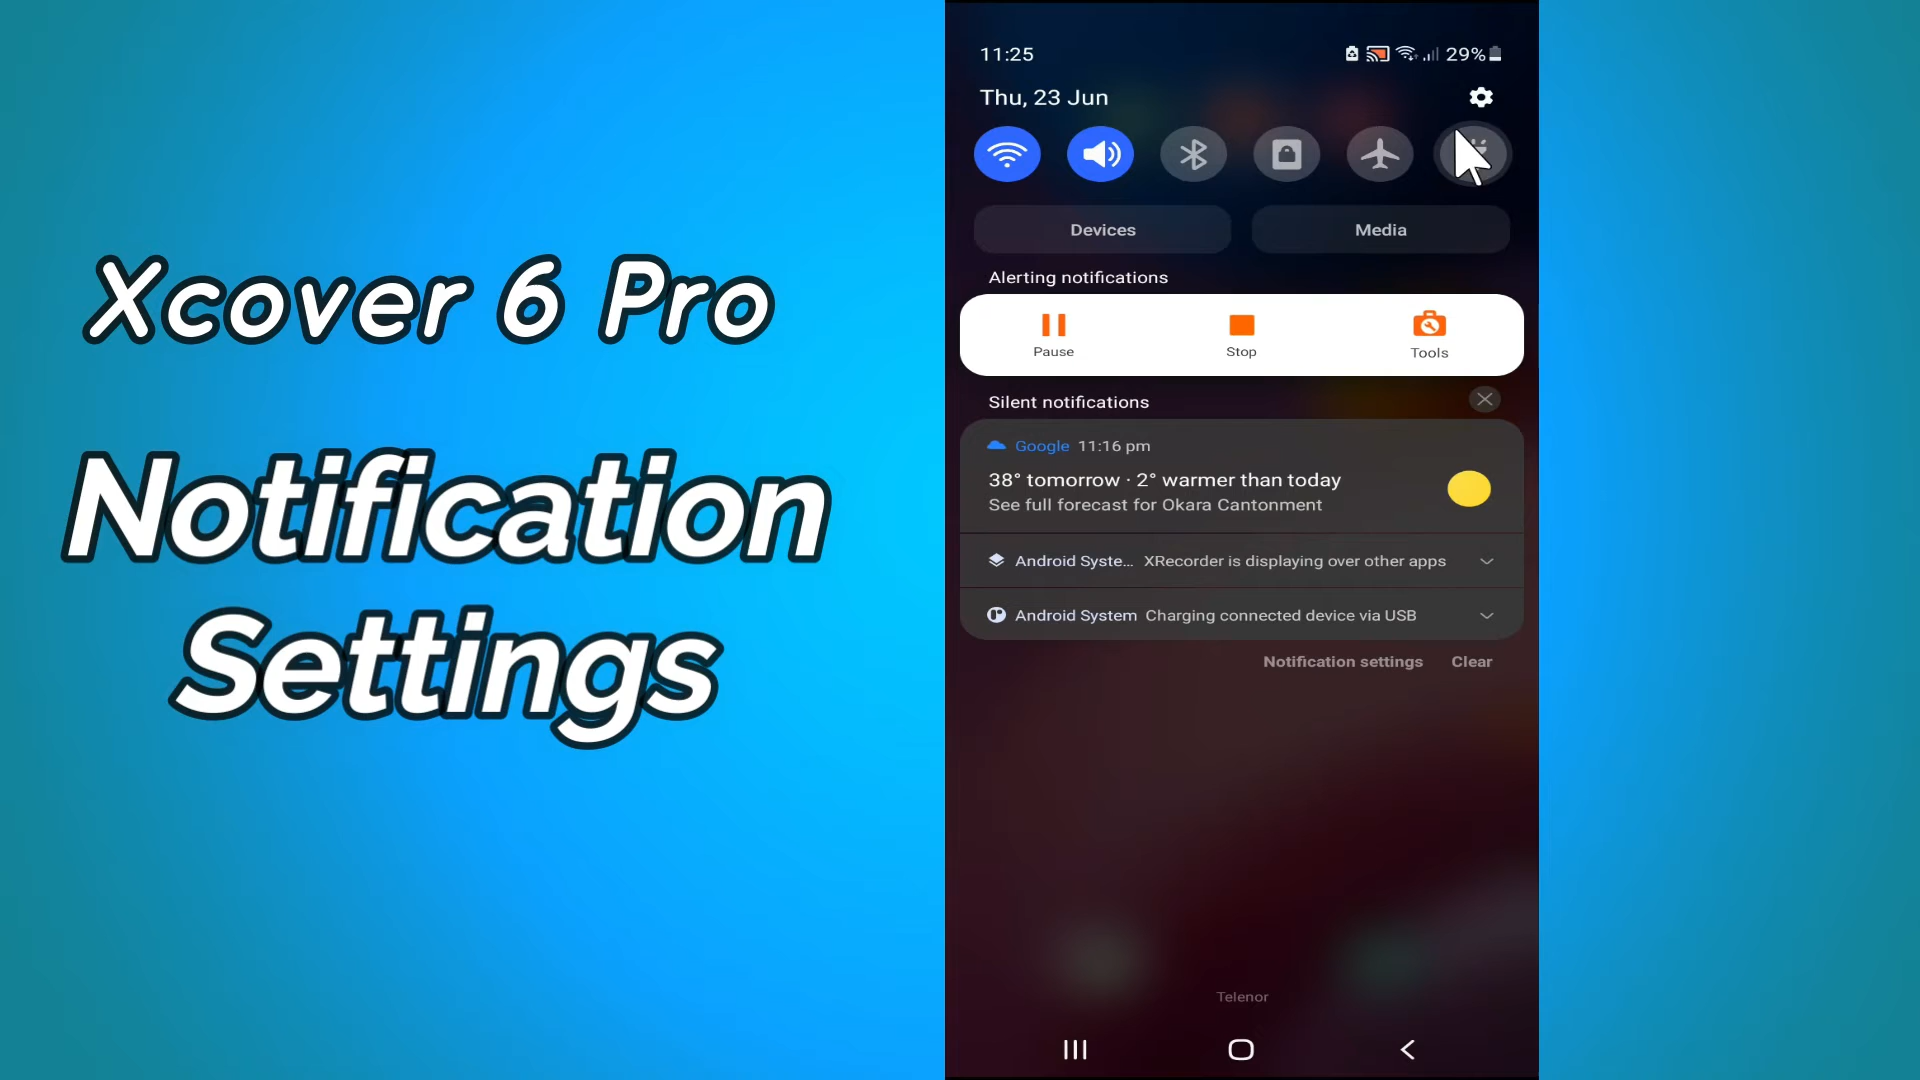 Xcover 6 Pro
Notification
Settings
11:25
29%
Thu, 23 Jun
Devices
Media
Alerting notifications
Pause
Stop
Tools
Silent notifications
Google 11:16 pm
38° tomorrow · 2° warmer than today
See full forecast for Okara Cantonment
Android Syste... XRecorder is displaying over other apps
Android System Charging connected device via USB
Notification settings
Clear
Telenor